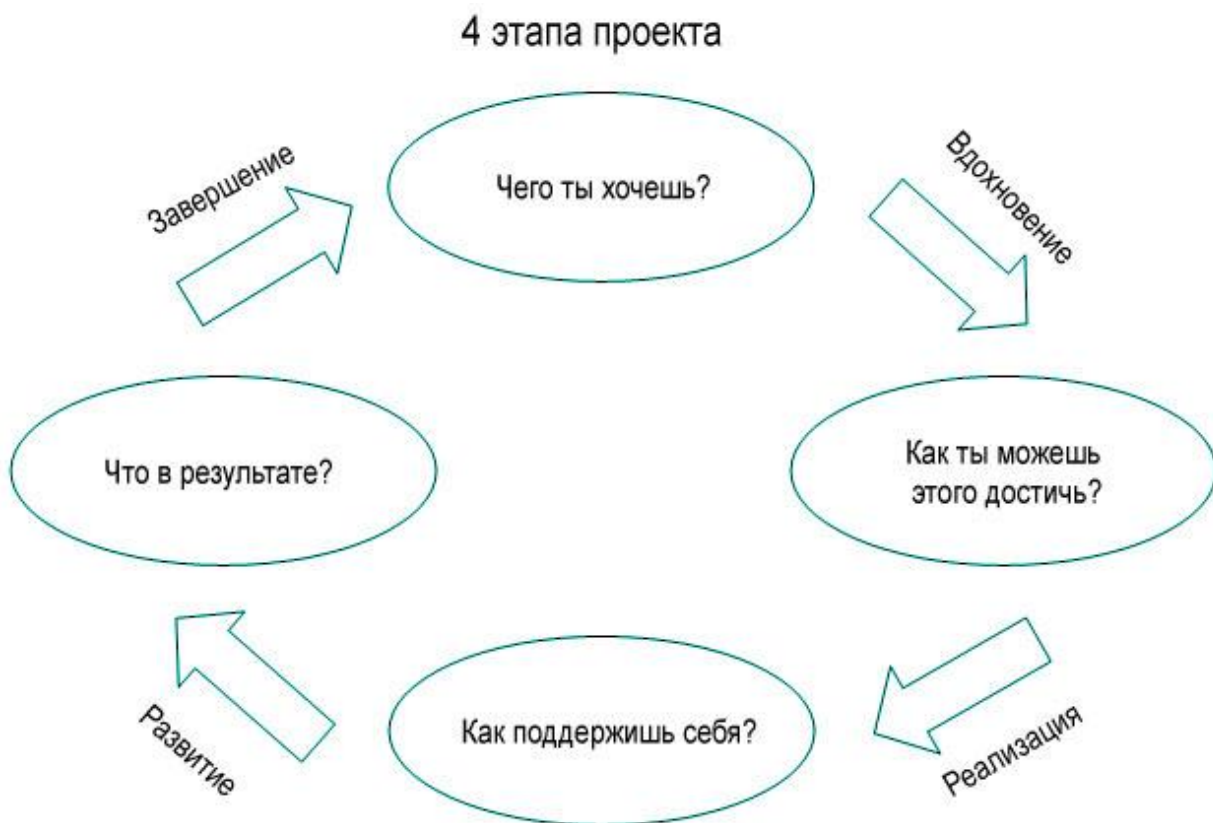 4 этапа проекта
Чего ты хочешь?
Вдохновение
Как ты можешь
этого достичь?
Реализация
Как поддержишь себя?
Развитие
Что в результате?
Завершение